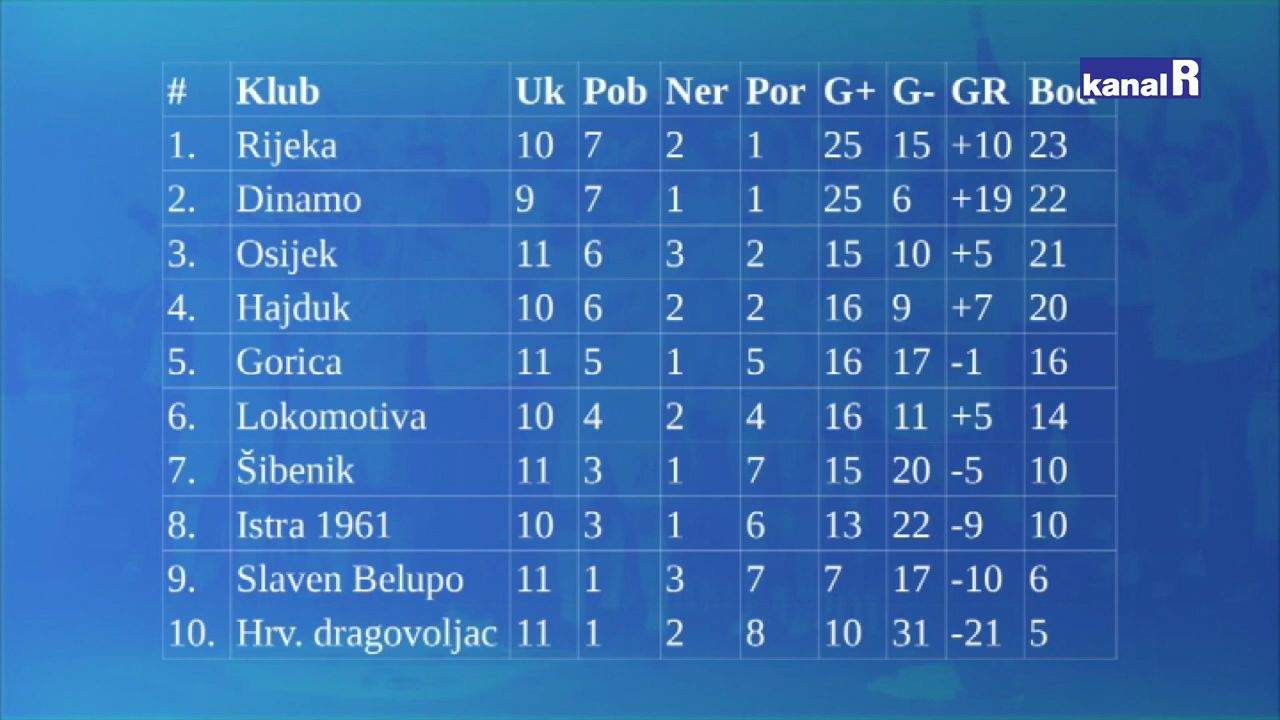 # Klub Uk Pob Ner Por G+ G- GR Bod
kanal R
1. Rijeka 10 7 2 1 25 15 +10 23
2. Dinamo 9 7 1 1 25 6 +19 22
3. Osijek 11 6 3 2 15 10 +5 21
4. Hajduk 10 6 2 2 16 9 +7 20
5. Gorica 11 5 1 5 16 17 -1 16
6. Lokomotiva 10 4 2 4 16 11 +5 14
7. Šibenik 11 3 1 7 15 20 -5 10
8. Istra 1961 10 3 1 6 13 22 -9 10
9. Slaven Belupo 11 1 3 7 7 17 -10 6
10. Hrv. dragovoljac 11 1 2 8 10 31 -21 5